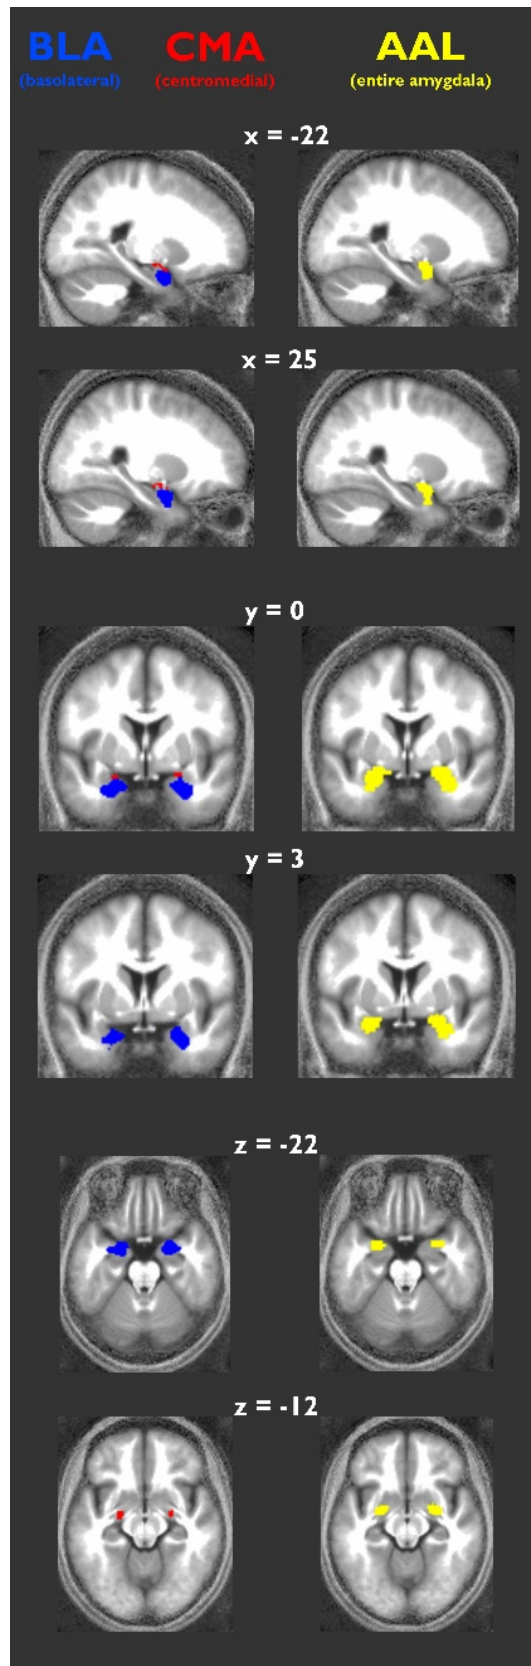 BLA CMA AAL
(basolateral) (centromedial) (entire amygdala)
x = -22
x = 25
y = 0
y = 3
z = -22
z = -12